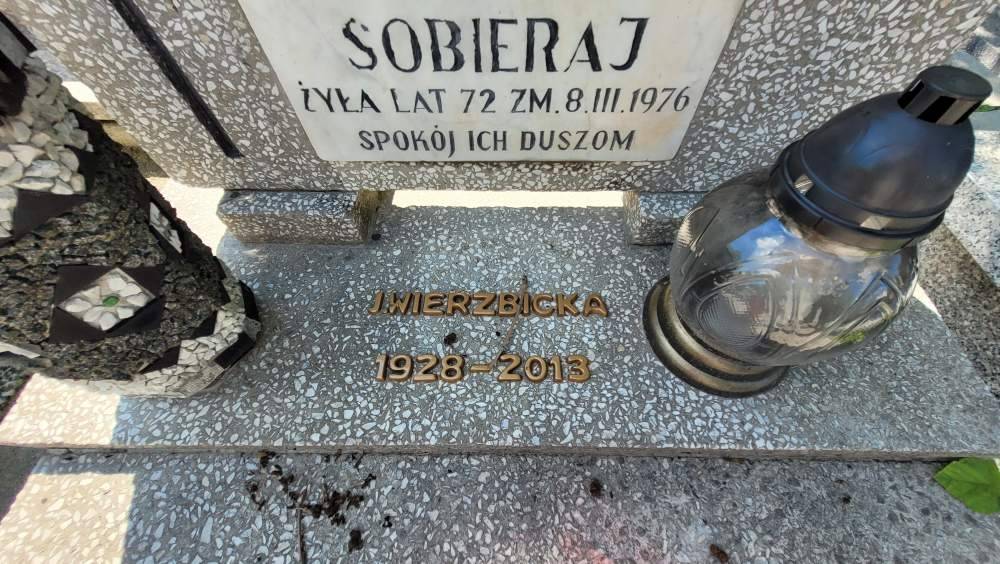 SOBIERAJ
ŻYŁA LAT 72 ZM. 8.III.1976
SPOKÓJ ICH DUSZOM
J.WIERZBICKA
1928-2013